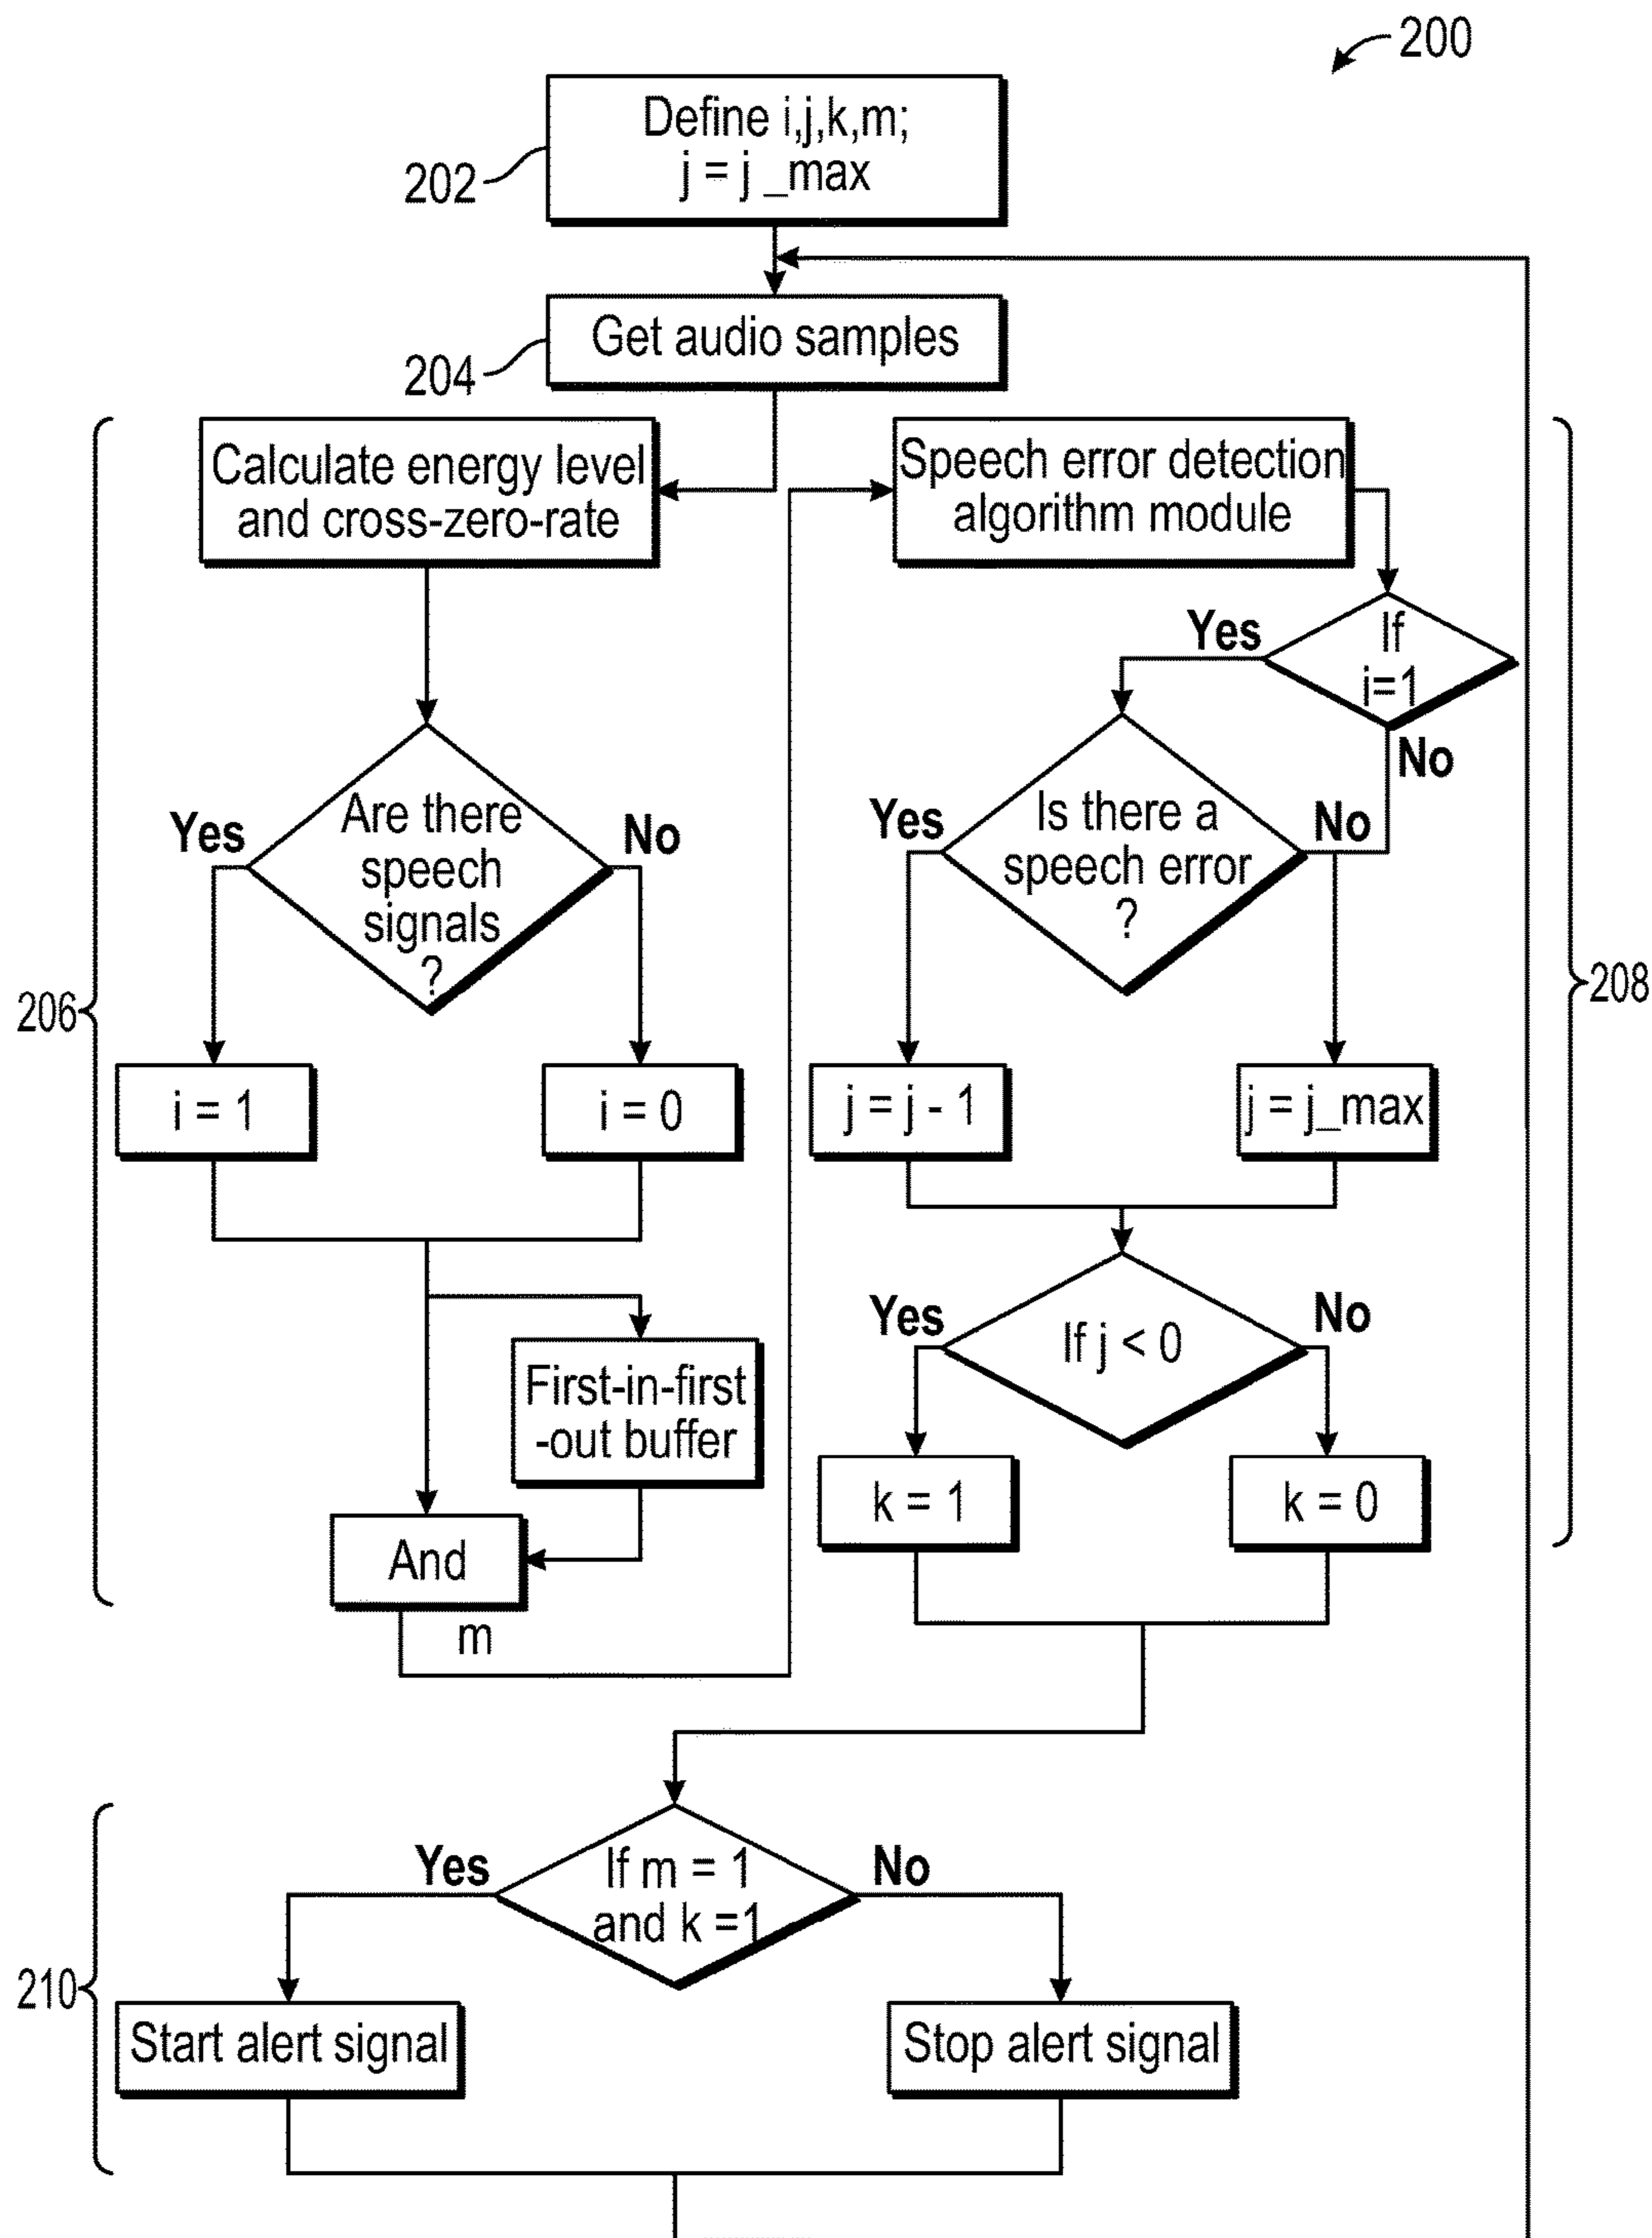 200
Define i,j,k,m;
j = j _max
202
Get audio samples
204
Calculate energy level
and cross-zero-rate
Speech error detection
algorithm module
If
i=1
Yes
No
Are there
speech
signals
?
Yes
No
Is there a
speech error
?
Yes
No
206
208
i = 1
i = 0
j = j - 1
j = j_max
If j < 0
Yes
No
First-in-first
-out buffer
k = 1
k = 0
And
m
If m = 1
and k =1
Yes
No
210
Start alert signal
Stop alert signal